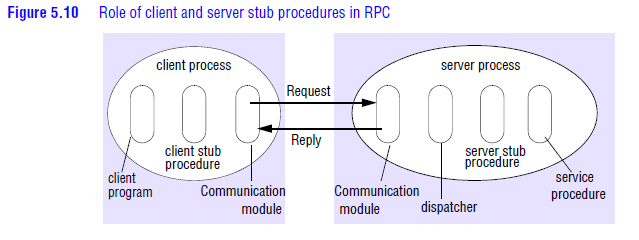 Figure 5.10 Role of client and server stub procedures in RPC
client process
server process
Request
Reply
client stub
procedure
server stub
procedure
client
program
Communication
module
Communication
module
dispatcher
service
procedure